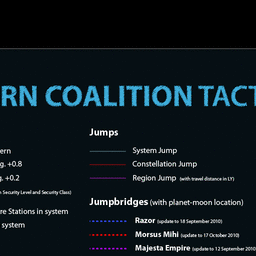 RN COALITION TACT
Jumps
ern
System Jump
g. +0.8
Constellation Jump
g. +0.2
Region Jump (with travel distance in LY)
Security Level and Security Class)
Jumpbridges (with planet-moon location)
re Stations in system
Razor (update to 18 September 2010)
system
Morsus Mihi (update to 17 October 2010)
Majesta Empire (update to 12 September 2010)